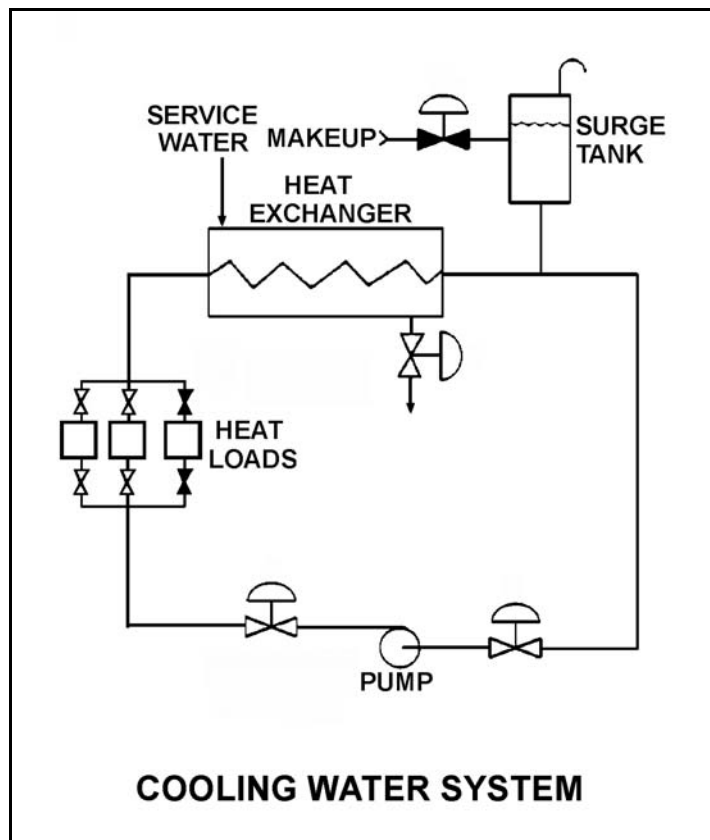 SERVICE
WATER
MAKEUP
SURGE
TANK
HEAT
EXCHANGER
HEAT
LOADS
PUMP
COOLING WATER SYSTEM